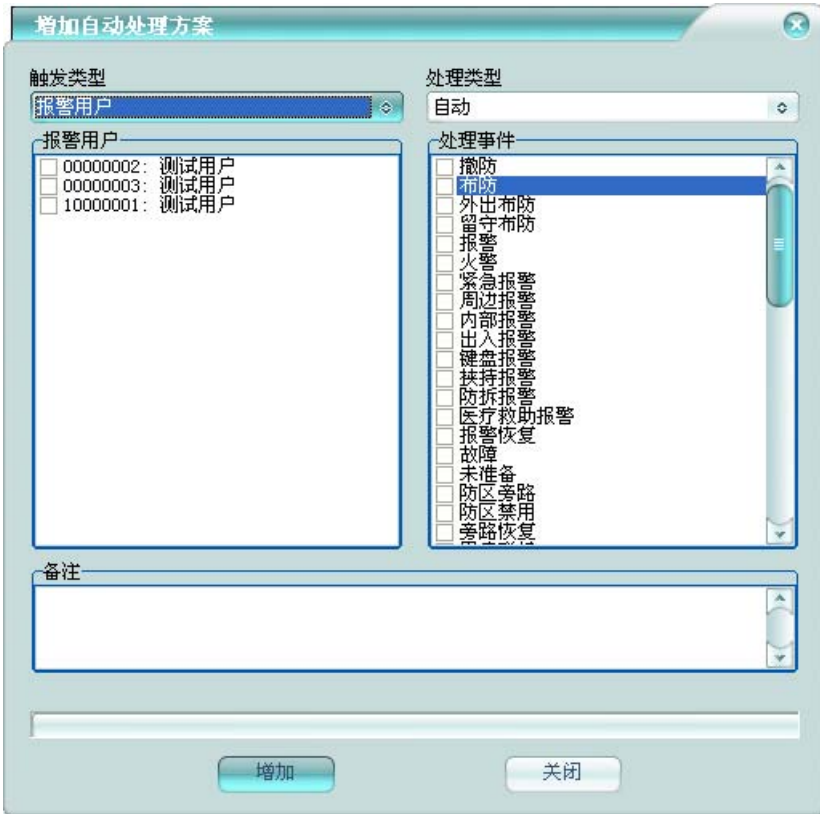 增加自动处理方案
触发类型
报警用户
处理类型
自动
报警用户
00000002: 测试用户
00000003: 测试用户
10000001: 测试用户
处理事件
撤防
布防
外出布防
留守布防
报警
火警
紧急报警
周边报警
内部报警
出入报警
键盘报警
挟持报警
防拆报警
医疗救助报警
报警恢复
故障
未准备
防区旁路
防区禁用
旁路恢复
备注
增加
关闭